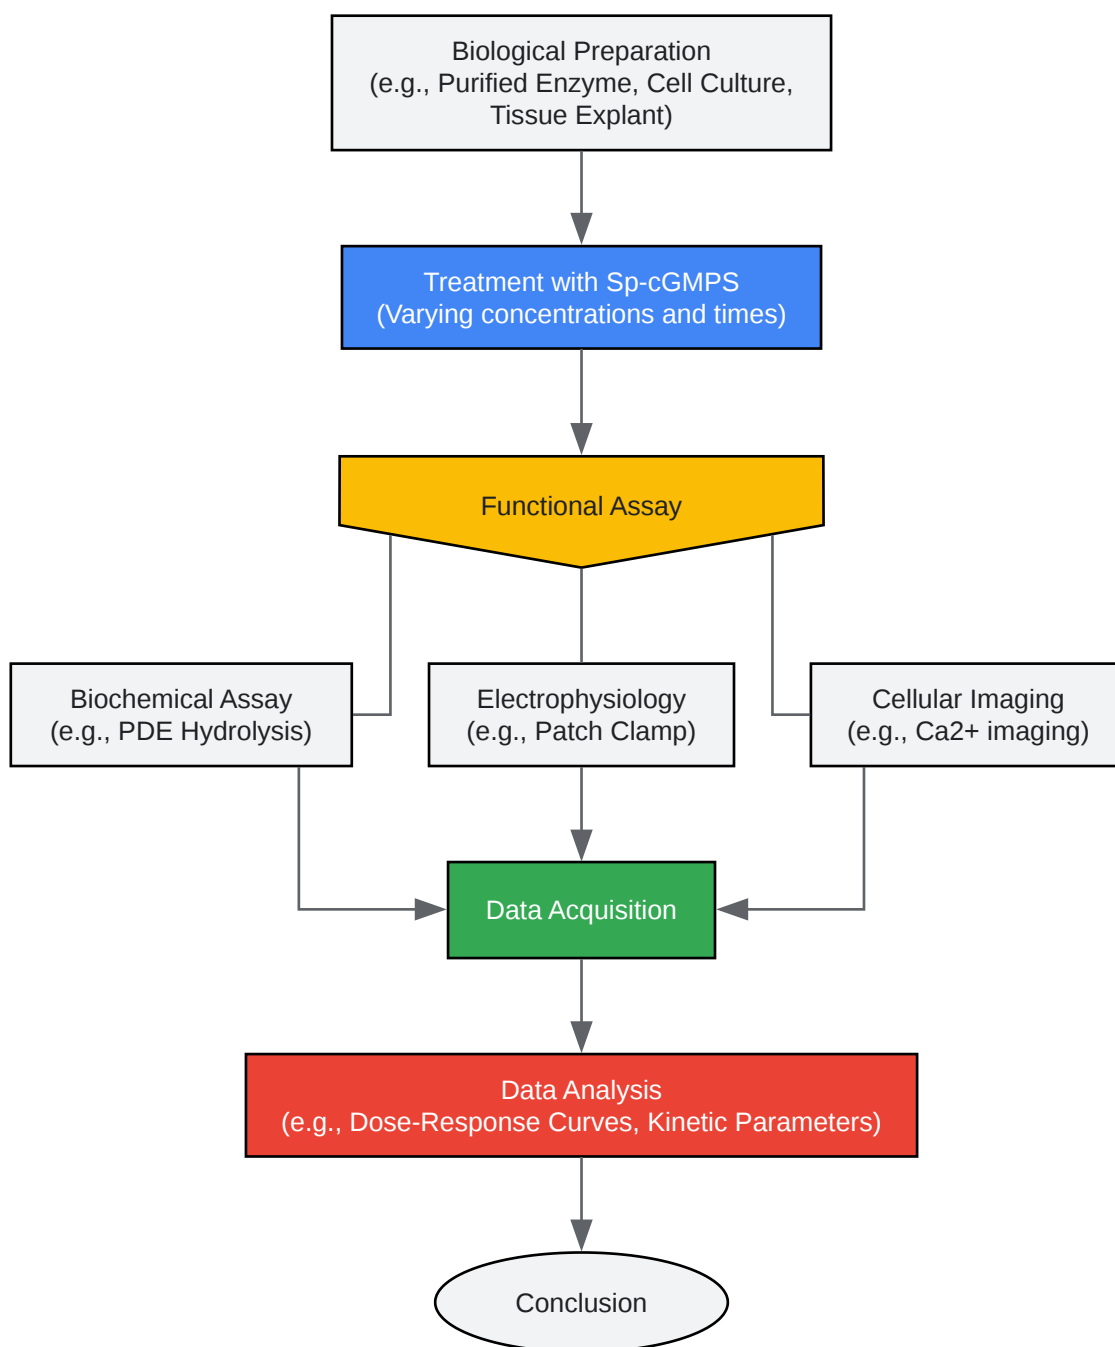 Biological Preparation
(e.g., Purified Enzyme, Cell Culture,
Tissue Explant)
Treatment with Sp-cGMPS
(Varying concentrations and times)
Functional Assay
Biochemical Assay
(e.g., PDE Hydrolysis)
Electrophysiology
(e.g., Patch Clamp)
Cellular Imaging
(e.g., Ca2+ imaging)
Data Acquisition
Data Analysis
(e.g., Dose-Response Curves, Kinetic Parameters)
Conclusion